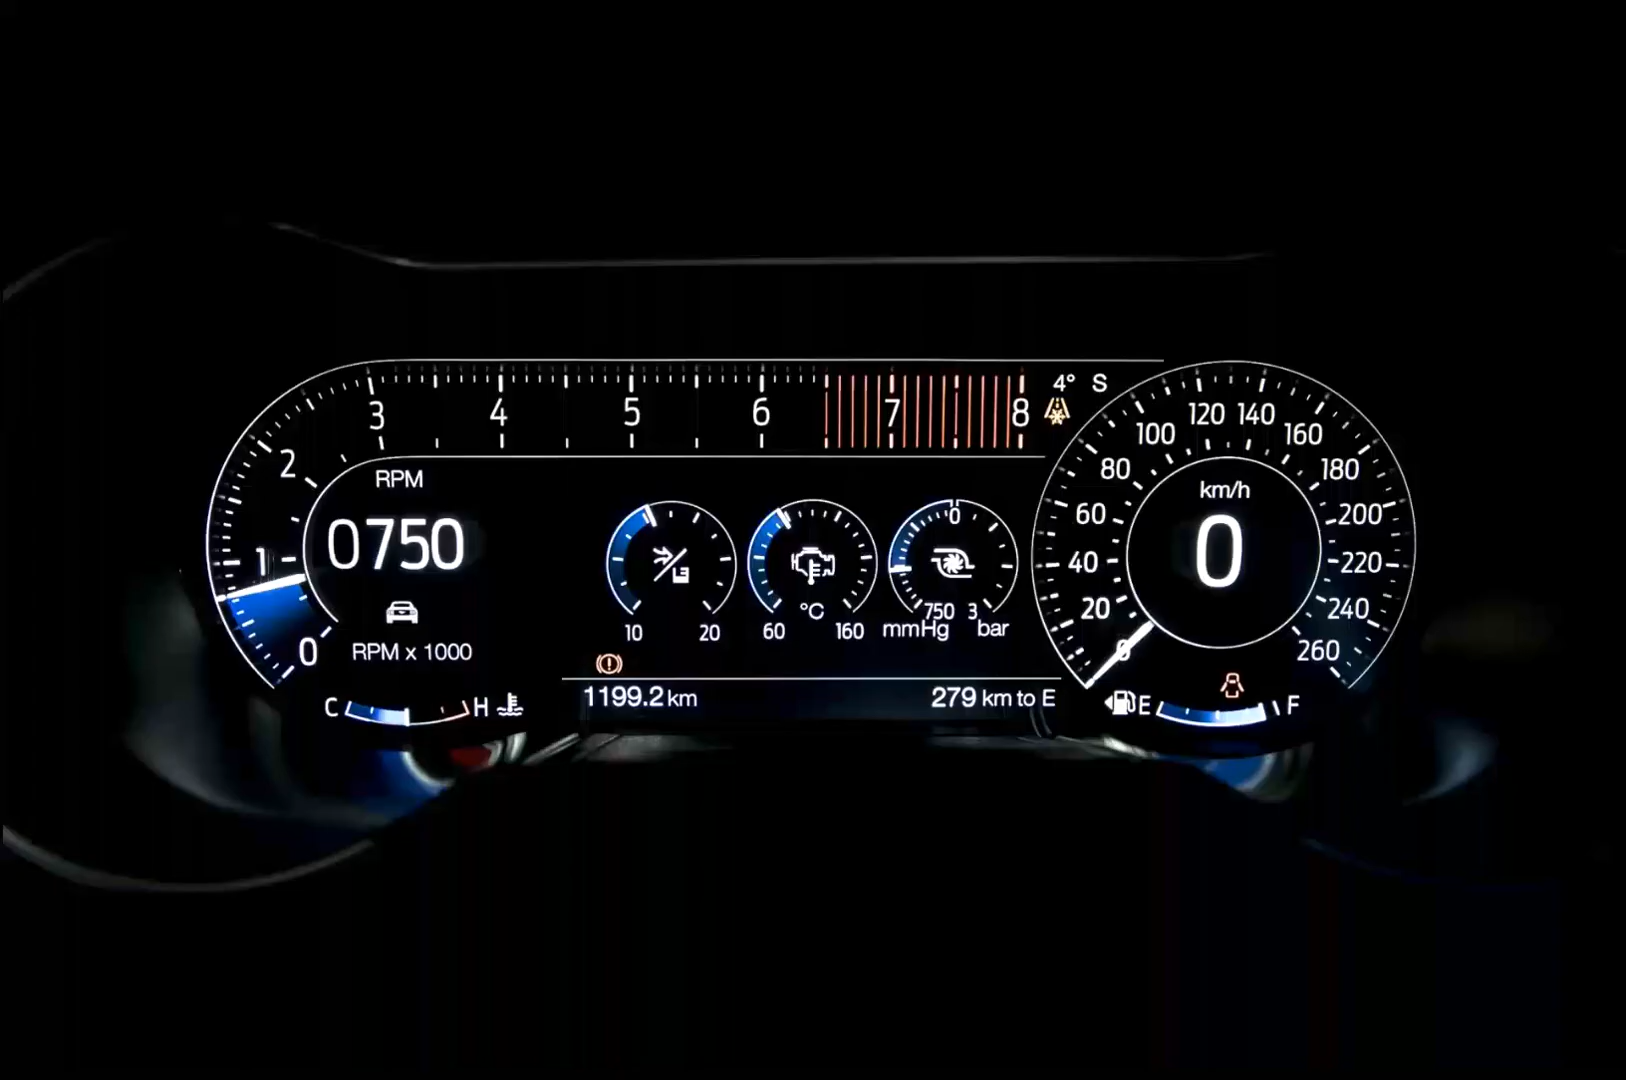 3 4 5 6 7 8
4° S
2
1
0
RPM
0750
RPM x 1000
C H
10 20
°C
60 160
0
750 3
mmHg bar
1199.2 km
279 km to E
0 20 40 60 80 100 120 140 160 180 200 220 240 260
km/h
0
E F